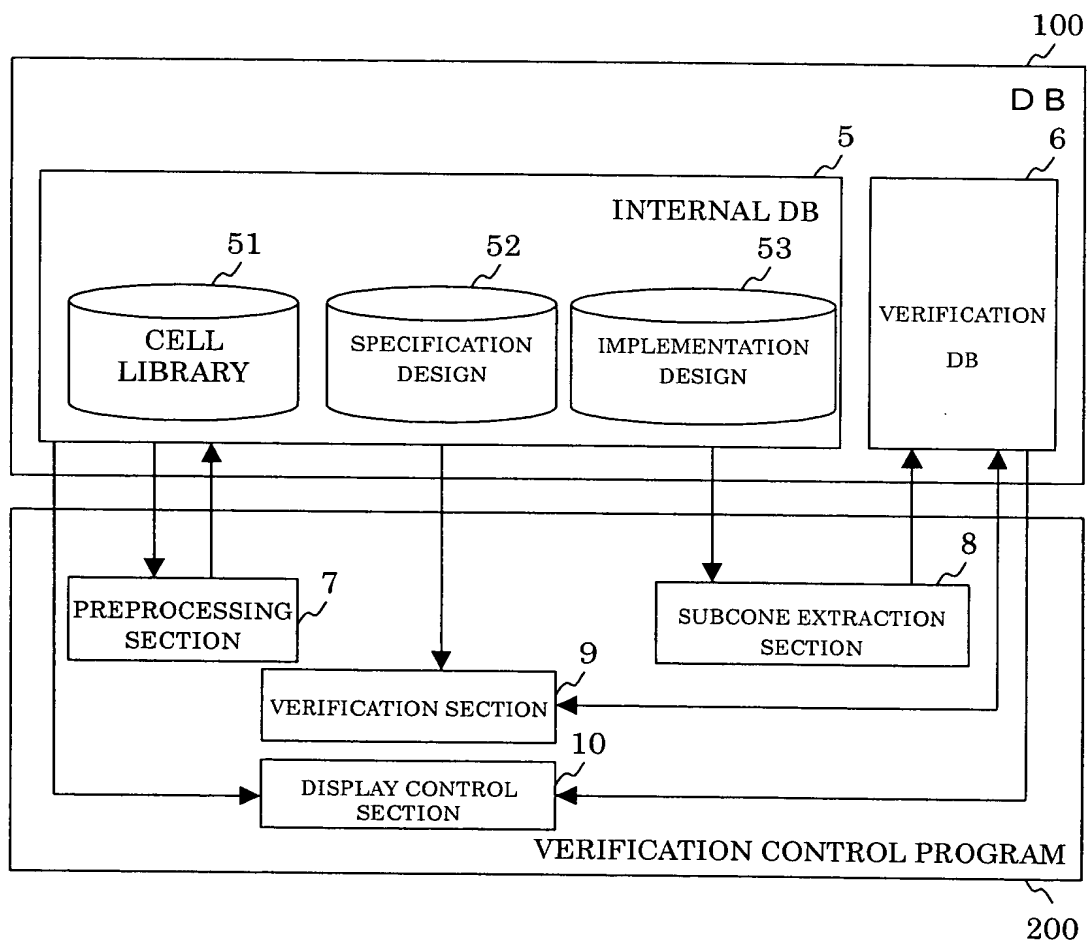 100
DB
5
6
INTERNAL DB
51
52
53
CELL
LIBRARY
SPECIFICATION
DESIGN
IMPLEMENTATION
DESIGN
VERIFICATION
DB
7
PREPROCESSING
SECTION
8
SUBCONE EXTRACTION
SECTION
9
VERIFICATION SECTION
10
DISPLAY CONTROL
SECTION
VERIFICATION CONTROL PROGRAM
200